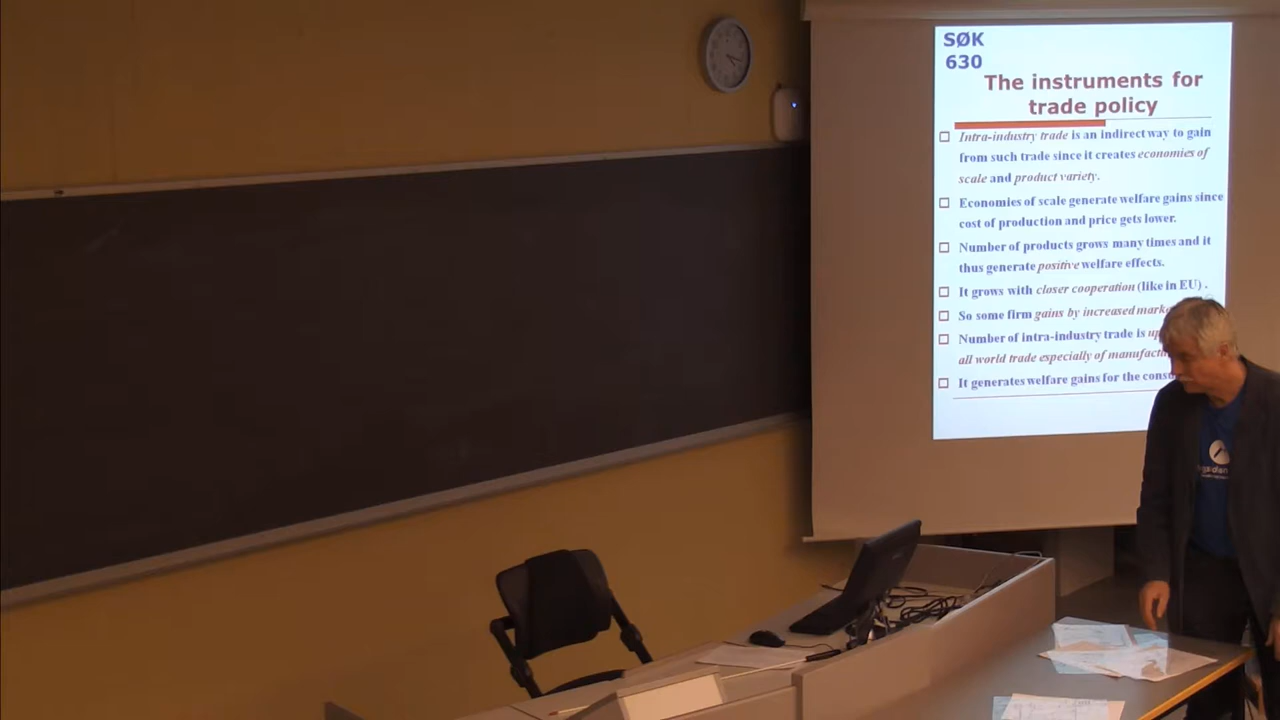 SØK
630
The instruments for
trade policy
Intra-industry trade is an indirect way to gain
from such trade since it creates economies of
scale and product variety.
Economies of scale generate welfare gains since
cost of production and price gets lower.
Number of products grows many times and it
thus generate positive welfare effects.
It grows with closer cooperation (like in EU) .
So some firm gains by increased
Number of intra-industry trade is
all world trade especially of
It generates welfare gains for the